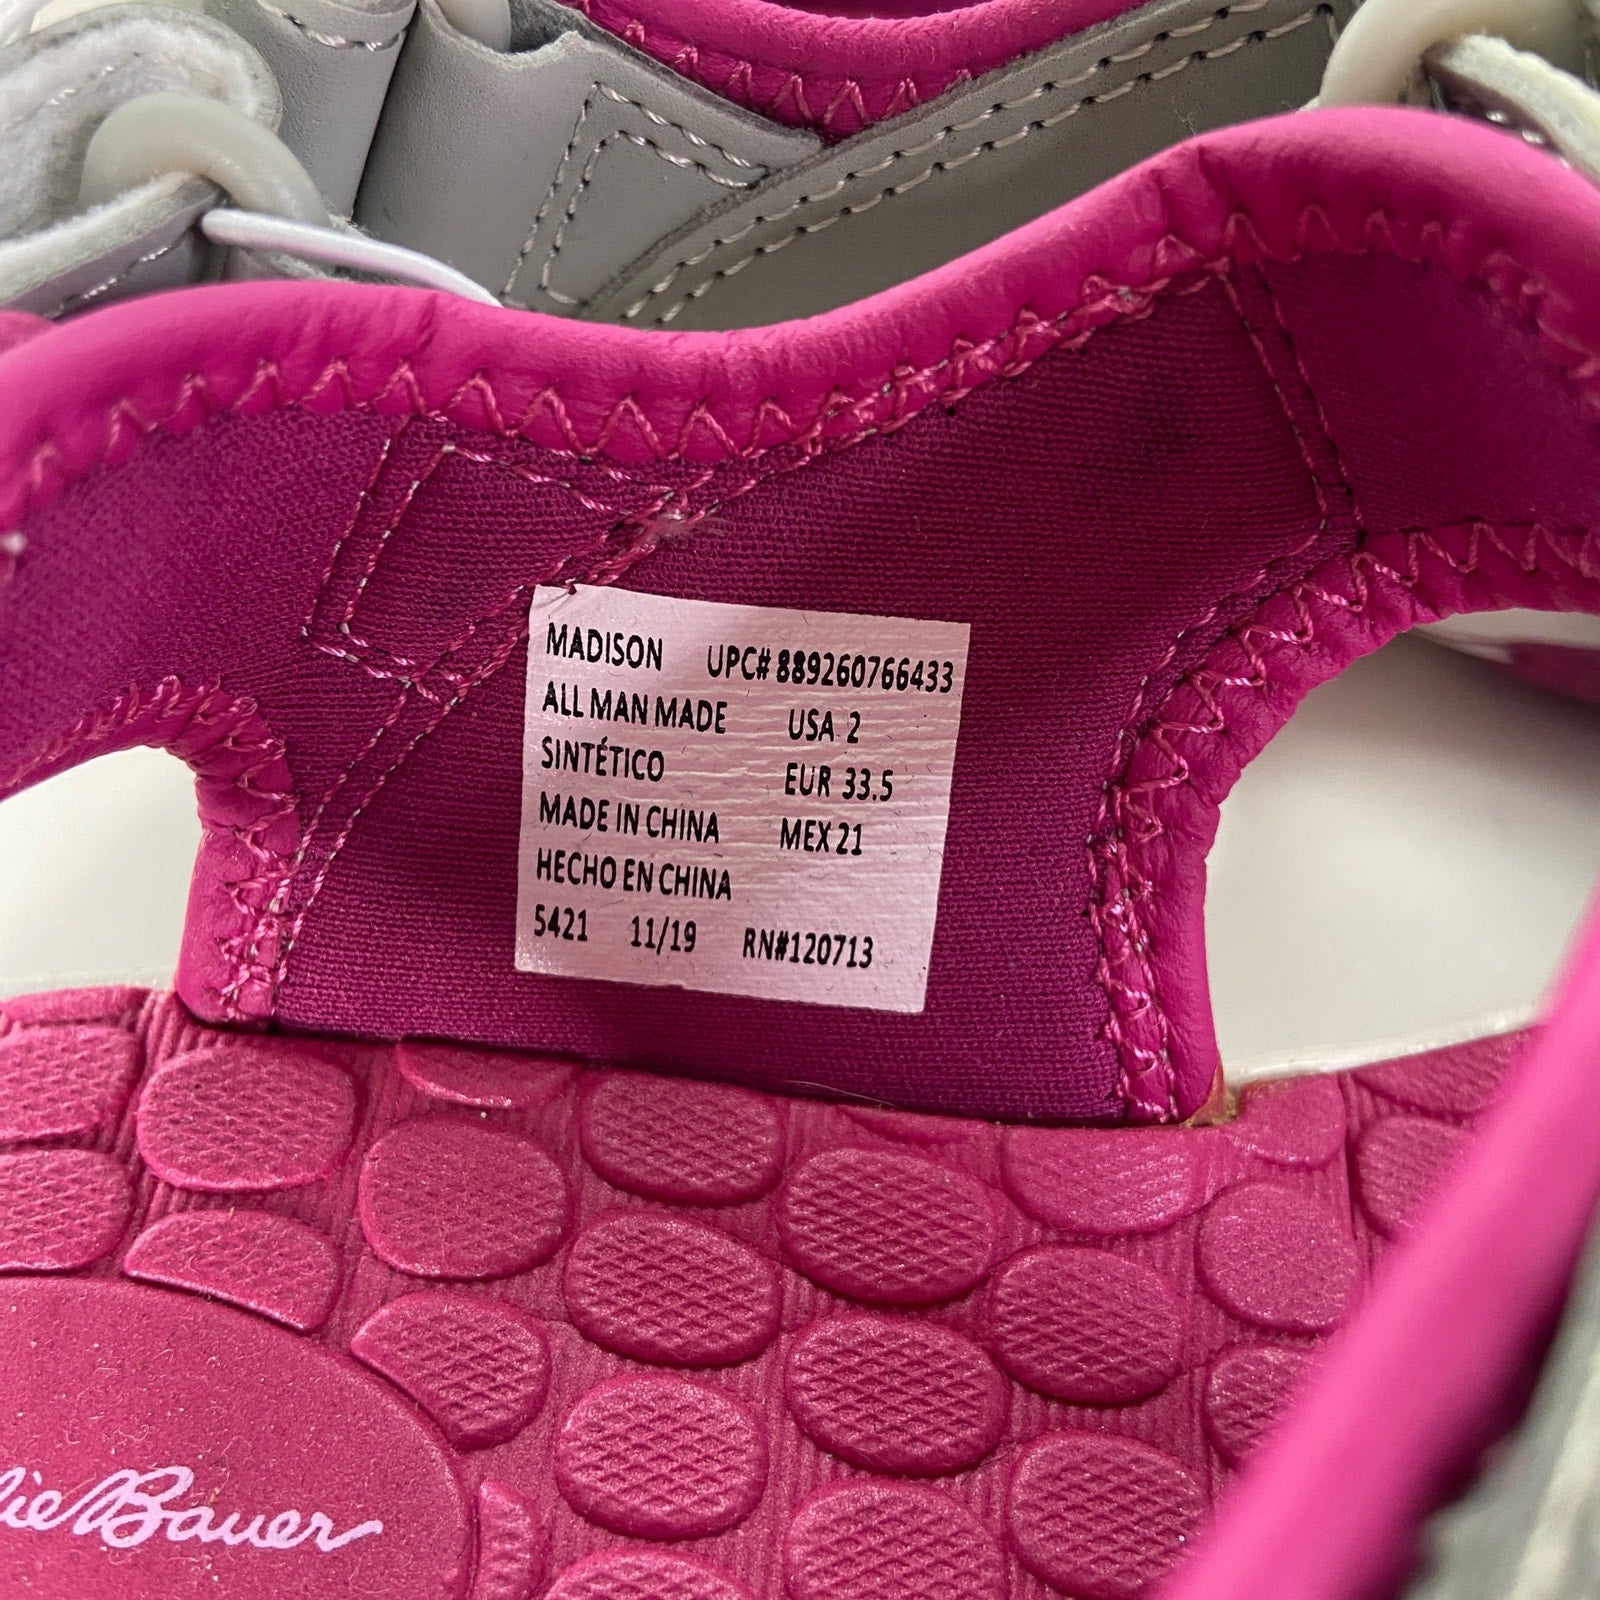 MADISON UPC# 889260766433
ALL MAN MADE USA 2
SINTÉTICO EUR 33.5
MADE IN CHINA MEX 21
HECHO EN CHINA
5421 11/19 RN#120713
Bauer